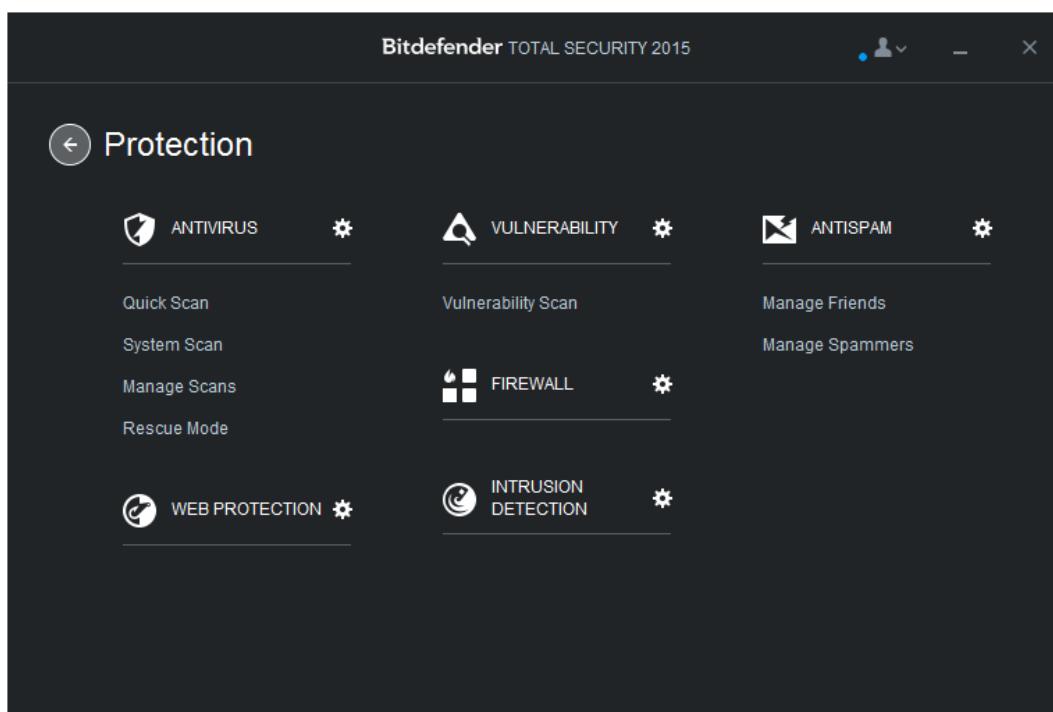 Bitdefender TOTAL SECURITY 2015
Protection
ANTIVIRUS
Quick Scan
System Scan
Manage Scans
Rescue Mode
WEB PROTECTION
VULNERABILITY
Vulnerability Scan
FIREWALL
INTRUSION
DETECTION
ANTISPAM
Manage Friends
Manage Spammers